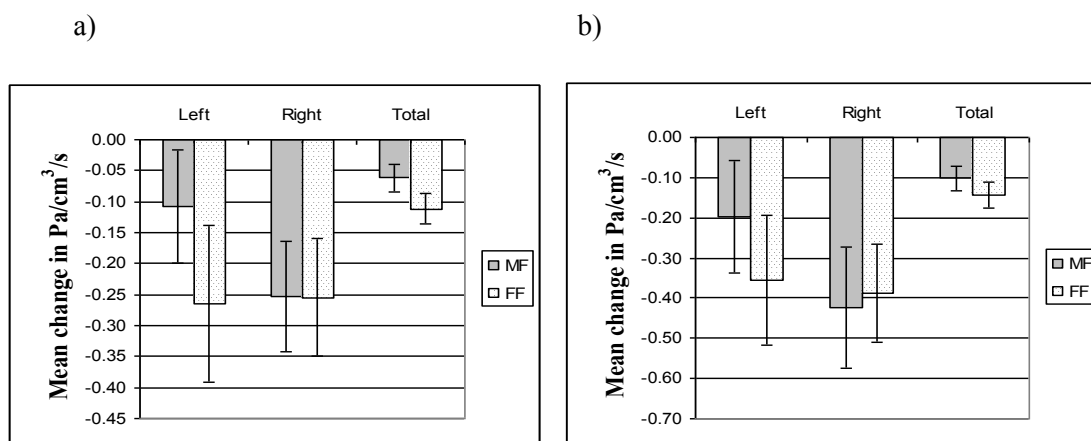 a)
Left Right Total
0.00
-0.05
-0.10
-0.15
-0.20
-0.25
-0.30
-0.35
-0.40
-0.45
Mean change in Pa/cm³/s
MF
FF
b)
Left Right Total
0.00
-0.10
-0.20
-0.30
-0.40
-0.50
-0.60
-0.70
Mean change in Pa/cm³/s
MF
FF